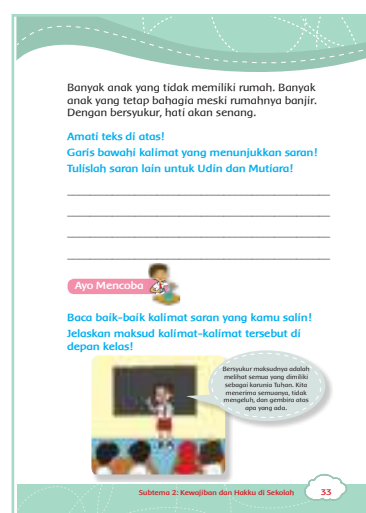 Banyak anak yang tidak memiliki rumah. Banyak
anak yang tetap bahagia meski rumahnya banjir.
Dengan bersyukur, hati akan senang.
Amati teks di atas!
Garis bawahi kalimat yang menunjukkan saran!
Tulislah saran lain untuk Udin dan Mutiara!
Ayo Mencoba
Baca baik-baik kalimat saran yang kamu salin!
Jelaskan maksud kalimat-kalimat tersebut di
depan kelas!
Bersyukur maksudnya adalah
melihat semua yang dimiliki
sebagai karunia Tuhan. Kita
menerima semuanya, tidak
mengeluh, dan gembira atas
apa yang ada.
Subtema 2: Kewajiban dan Hakku di Sekolah
33